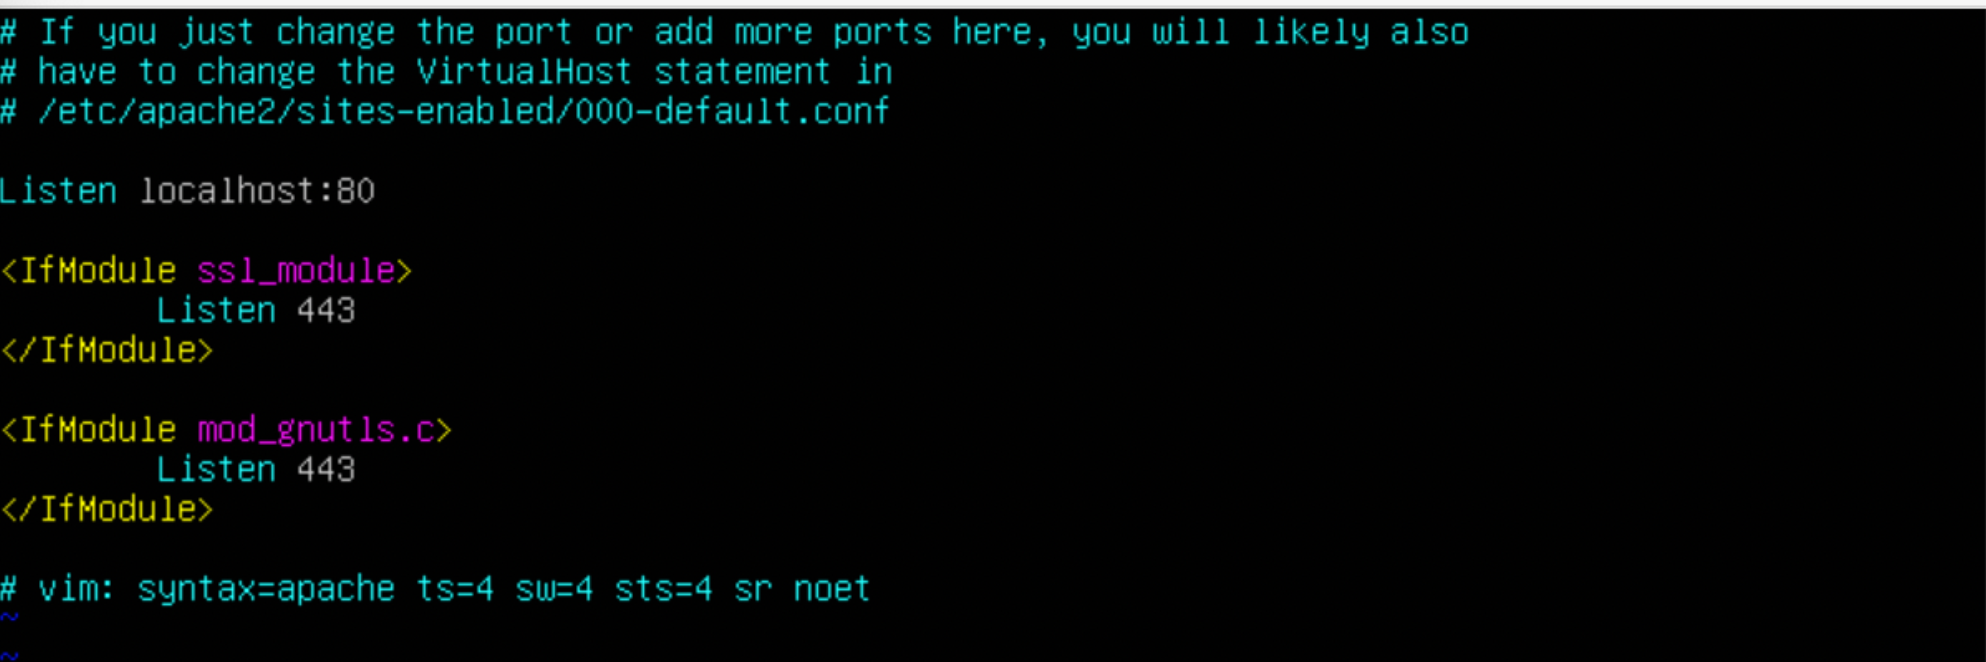 # If you just change the port or add more ports here, you will likely also
# have to change the VirtualHost statement in
# /etc/apache2/sites-enabled/000-default.conf
Listen localhost:80
<IfModule ssl_module>
Listen 443
</IfModule>
<IfModule mod_gnutls.c>
Listen 443
</IfModule>
# vim: syntax=apache ts=4 sw=4 sts=4 sr noet
~
~